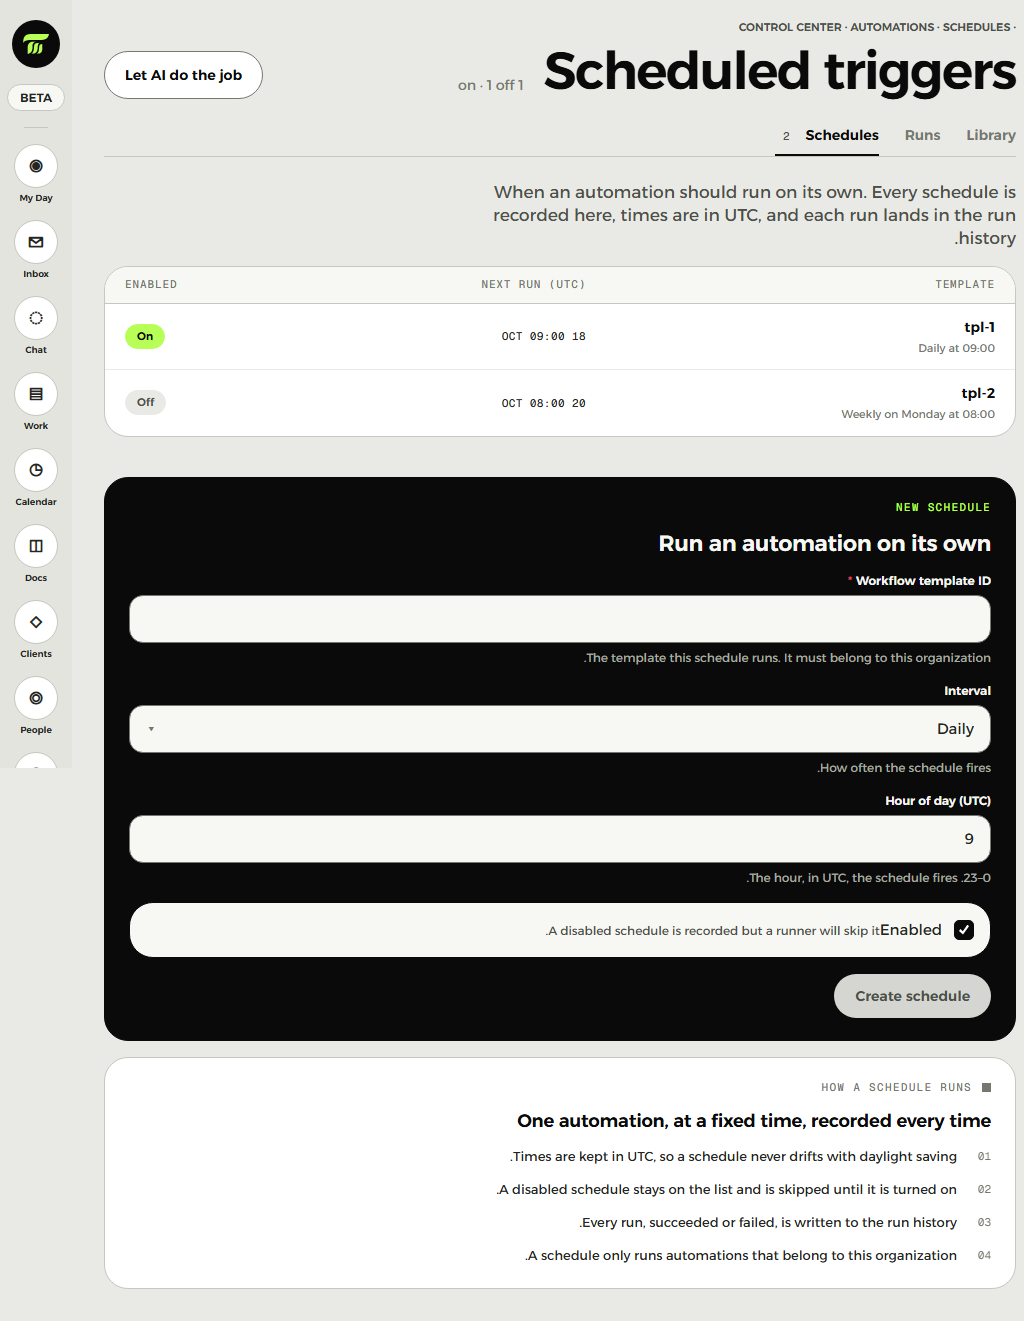 BETA
My Day
Inbox
Chat
Work
Calendar
Docs
Clients
People
CONTROL CENTER · AUTOMATIONS · SCHEDULES ·
Scheduled triggers
on · 1 off 1
Let AI do the job
Schedules 2
Runs
Library
When an automation should run on its own. Every schedule is
recorded here, times are in UTC, and each run lands in the run
.history
TEMPLATE
NEXT RUN (UTC)
ENABLED
tpl-1
Daily at 09:00
OCT 09:00 18
On
tpl-2
Weekly on Monday at 08:00
OCT 08:00 20
Off
NEW SCHEDULE
Run an automation on its own
* Workflow template ID
.The template this schedule runs. It must belong to this organization
Interval
Daily
.How often the schedule fires
Hour of day (UTC)
9
.The hour, in UTC, the schedule fires .23–0
Enabled
.A disabled schedule is recorded but a runner will skip it
Create schedule
HOW A SCHEDULE RUNS
One automation, at a fixed time, recorded every time
01 .Times are kept in UTC, so a schedule never drifts with daylight saving
02 .A disabled schedule stays on the list and is skipped until it is turned on
03 .Every run, succeeded or failed, is written to the run history
04 .A schedule only runs automations that belong to this organization